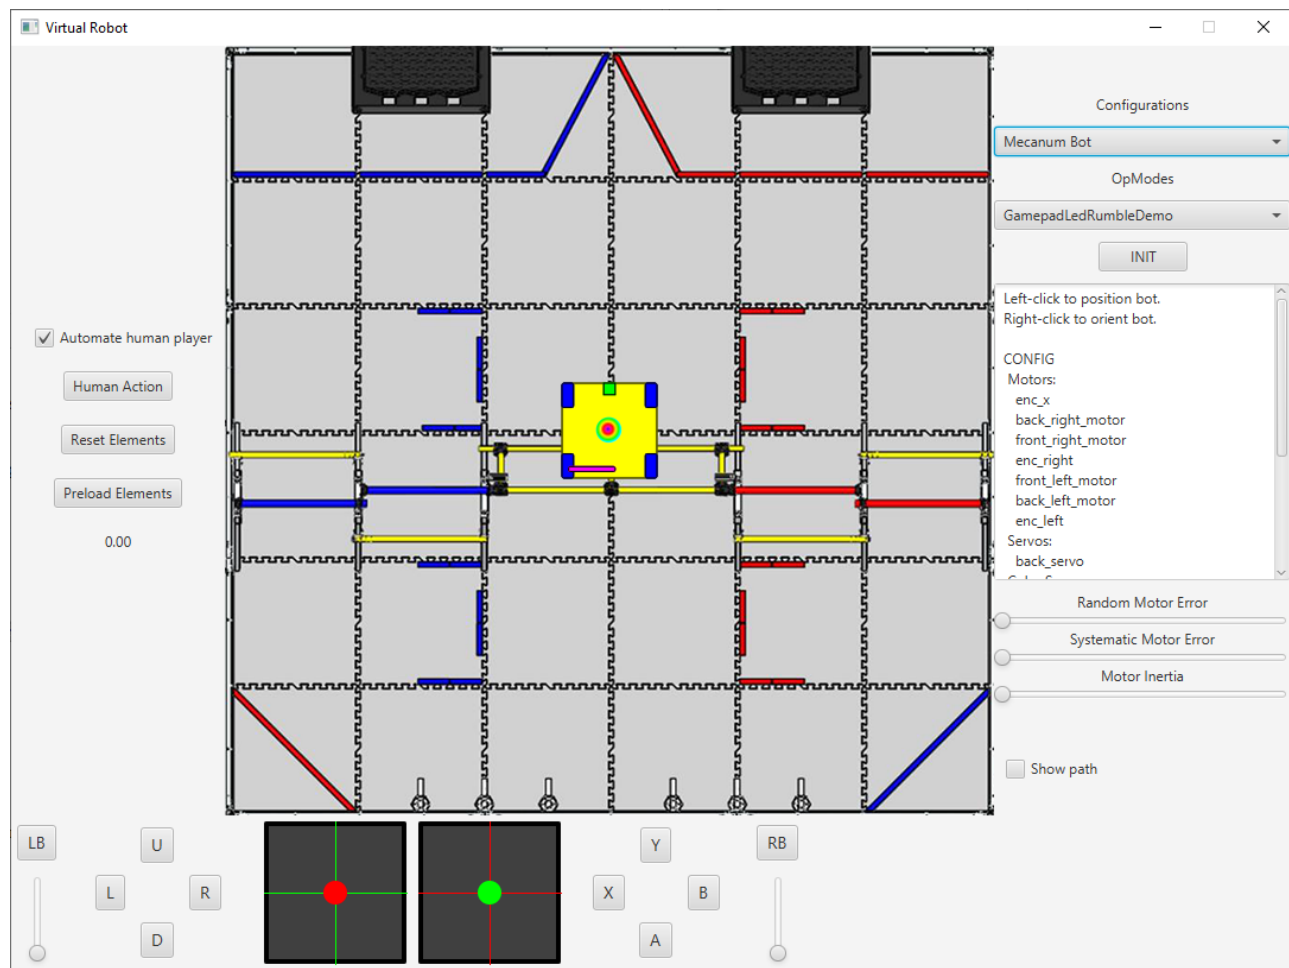 Virtual Robot
Configurations
Mecanum Bot
OpModes
GamepadLedRumbleDemo
INIT
Left-click to position bot.
Right-click to orient bot.
CONFIG
Motors:
enc_x
back_right_motor
front_right_motor
enc_right
front_left_motor
back_left_motor
enc_left
Servos:
back_servo
Automate human player
Human Action
Reset Elements
Preload Elements
0.00
Random Motor Error
Systematic Motor Error
Motor Inertia
Show path
LB
U
L
R
D
Y
X
B
A
RB